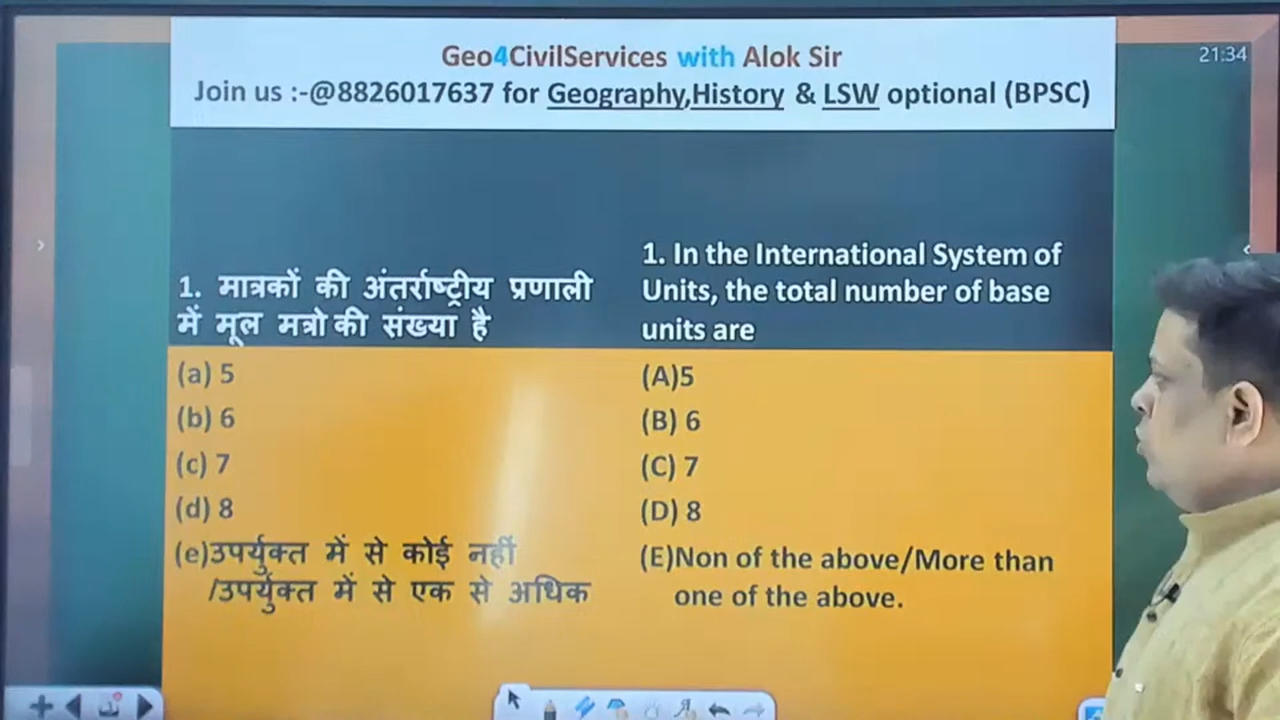 Geo4CivilServices with Alok Sir
Join us :-@8826017637 for Geography,History & LSW optional (BPSC)
21:34
1. मात्रकों की अंतर्राष्ट्रीय प्रणाली
में मूल मत्रो की संख्या है
(a) 5
(b) 6
(c) 7
(d) 8
(e)उपर्युक्त में से कोई नहीं
/उपर्युक्त में से एक से अधिक
1. In the International System of
Units, the total number of base
units are
(A)5
(B) 6
(C) 7
(D) 8
(E)Non of the above/More than
one of the above.